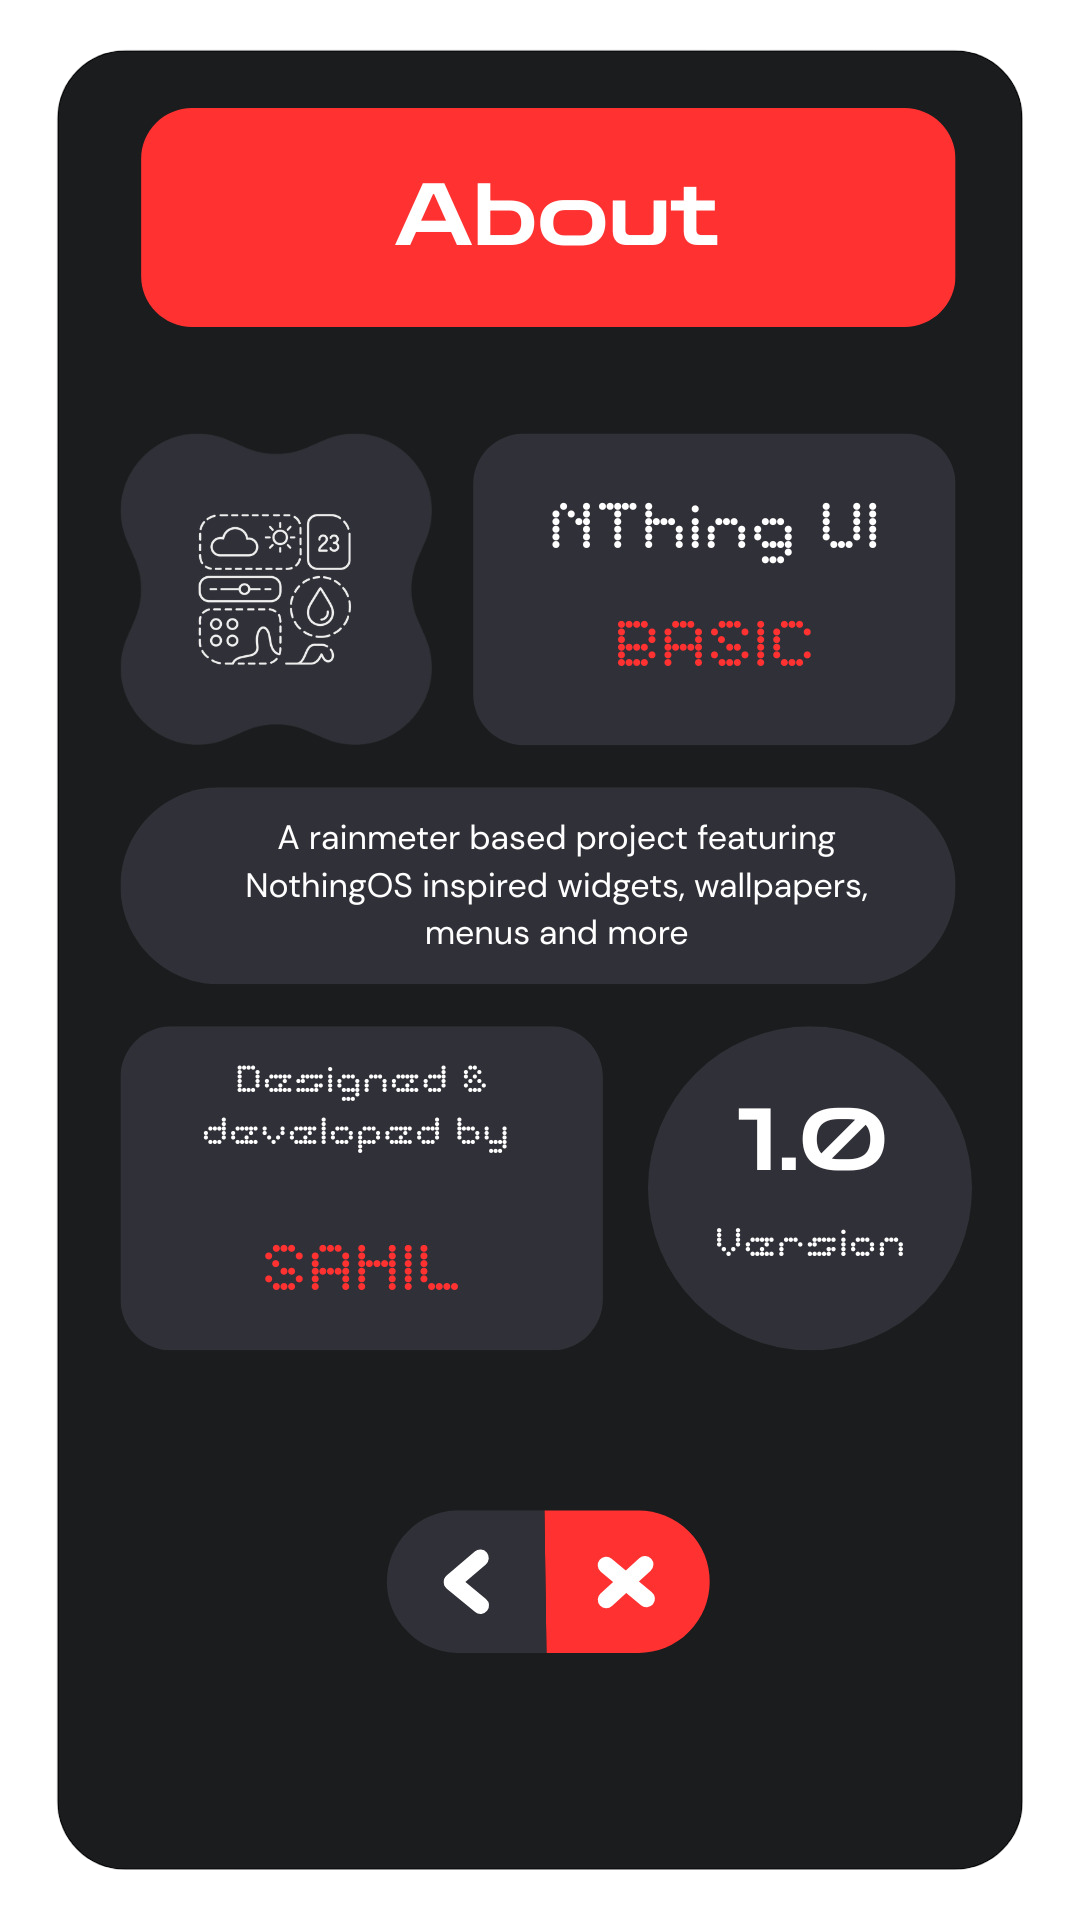 About
23
NThing UI
BASIC
A rainmeter based project featuring
NothingOS inspired widgets, wallpapers,
menus and more
Designed &
developed by
SAHIL
1.0
Version